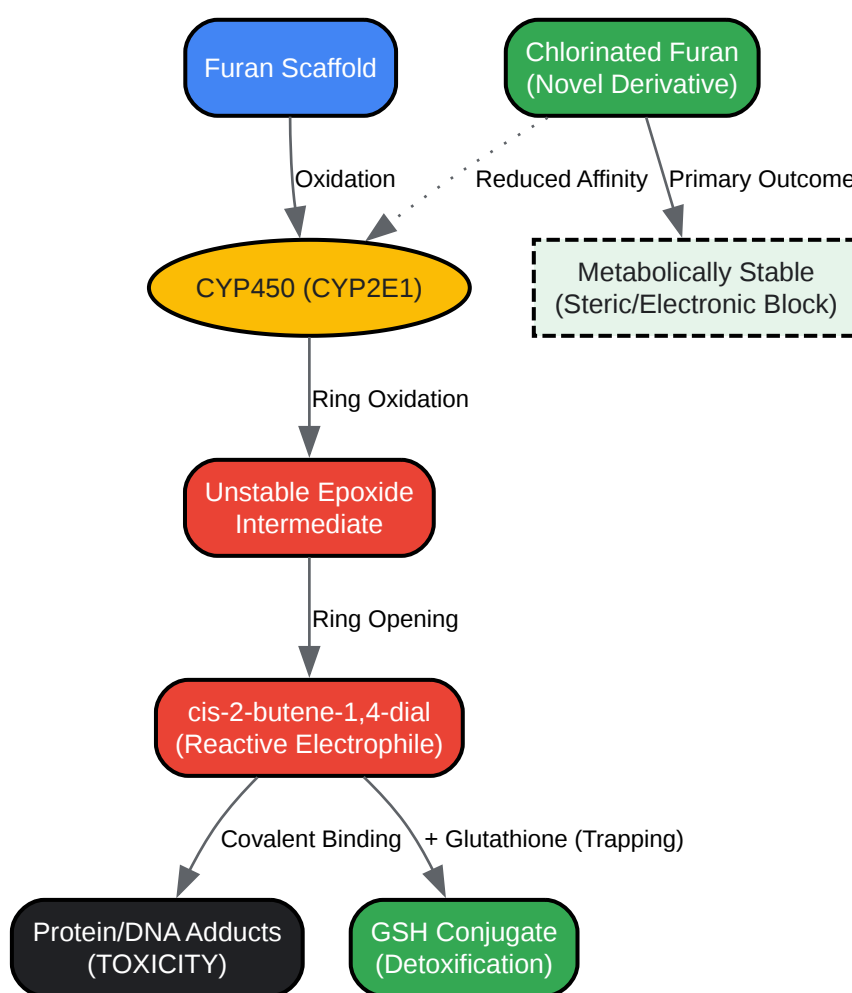 Furan Scaffold
Chlorinated Furan
(Novel Derivative)
Oxidation
Reduced Affinity
Primary Outcome
CYP450 (CYP2E1)
Metabolically Stable
(Steric/Electronic Block)
Ring Oxidation
Unstable Epoxide
Intermediate
Ring Opening
cis-2-butene-1,4-dial
(Reactive Electrophile)
Covalent Binding
+ Glutathione (Trapping)
Protein/DNA Adducts
(TOXICITY)
GSH Conjugate
(Detoxification)